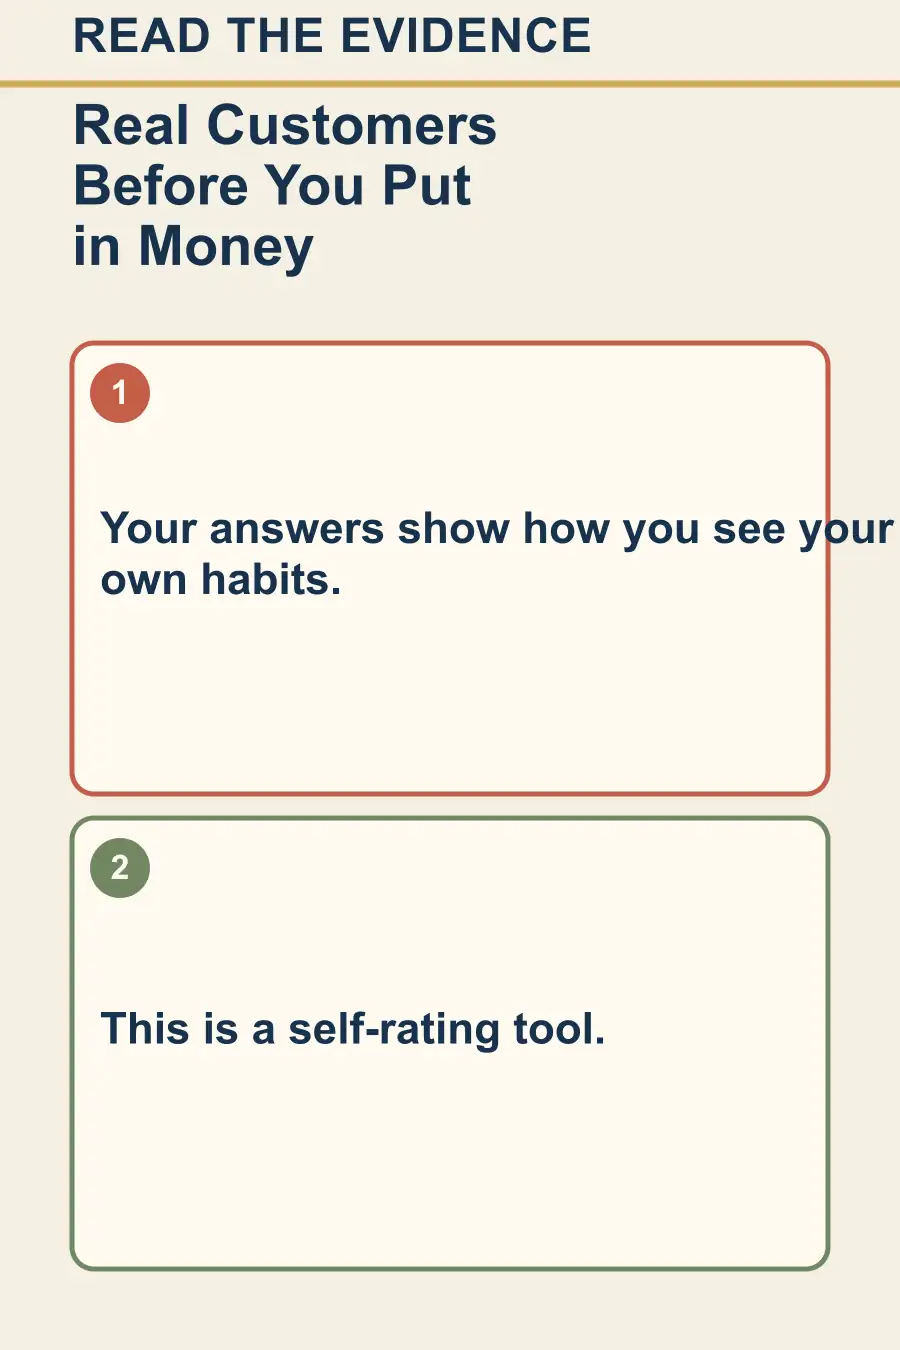 READ THE EVIDENCE
Real Customers
Before You Put
in Money
1
Your answers show how you see your
own habits.
2
This is a self-rating tool.